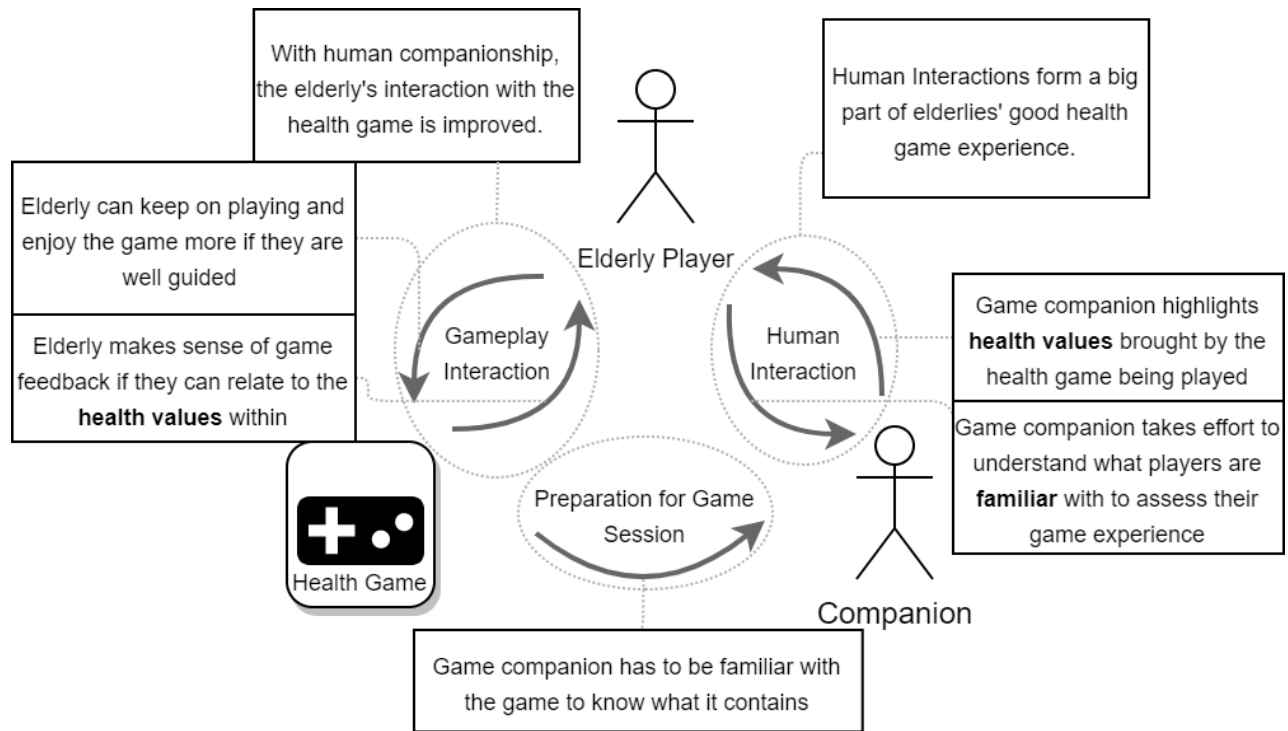 With human companionship,
the elderly's interaction with the
health game is improved.
Human Interactions form a big
part of elderlies' good health
game experience.
Elderly can keep on playing and
enjoy the game more if they are
well guided
Elderly Player
Elderly makes sense of game
feedback if they can relate to the
health values within
Gameplay
Interaction
Human
Interaction
Game companion highlights
health values brought by the
health game being played
Game companion takes effort to
understand what players are
familiar with to assess their
game experience
Preparation for Game
Session
Health Game
Companion
Game companion has to be familiar with
the game to know what it contains